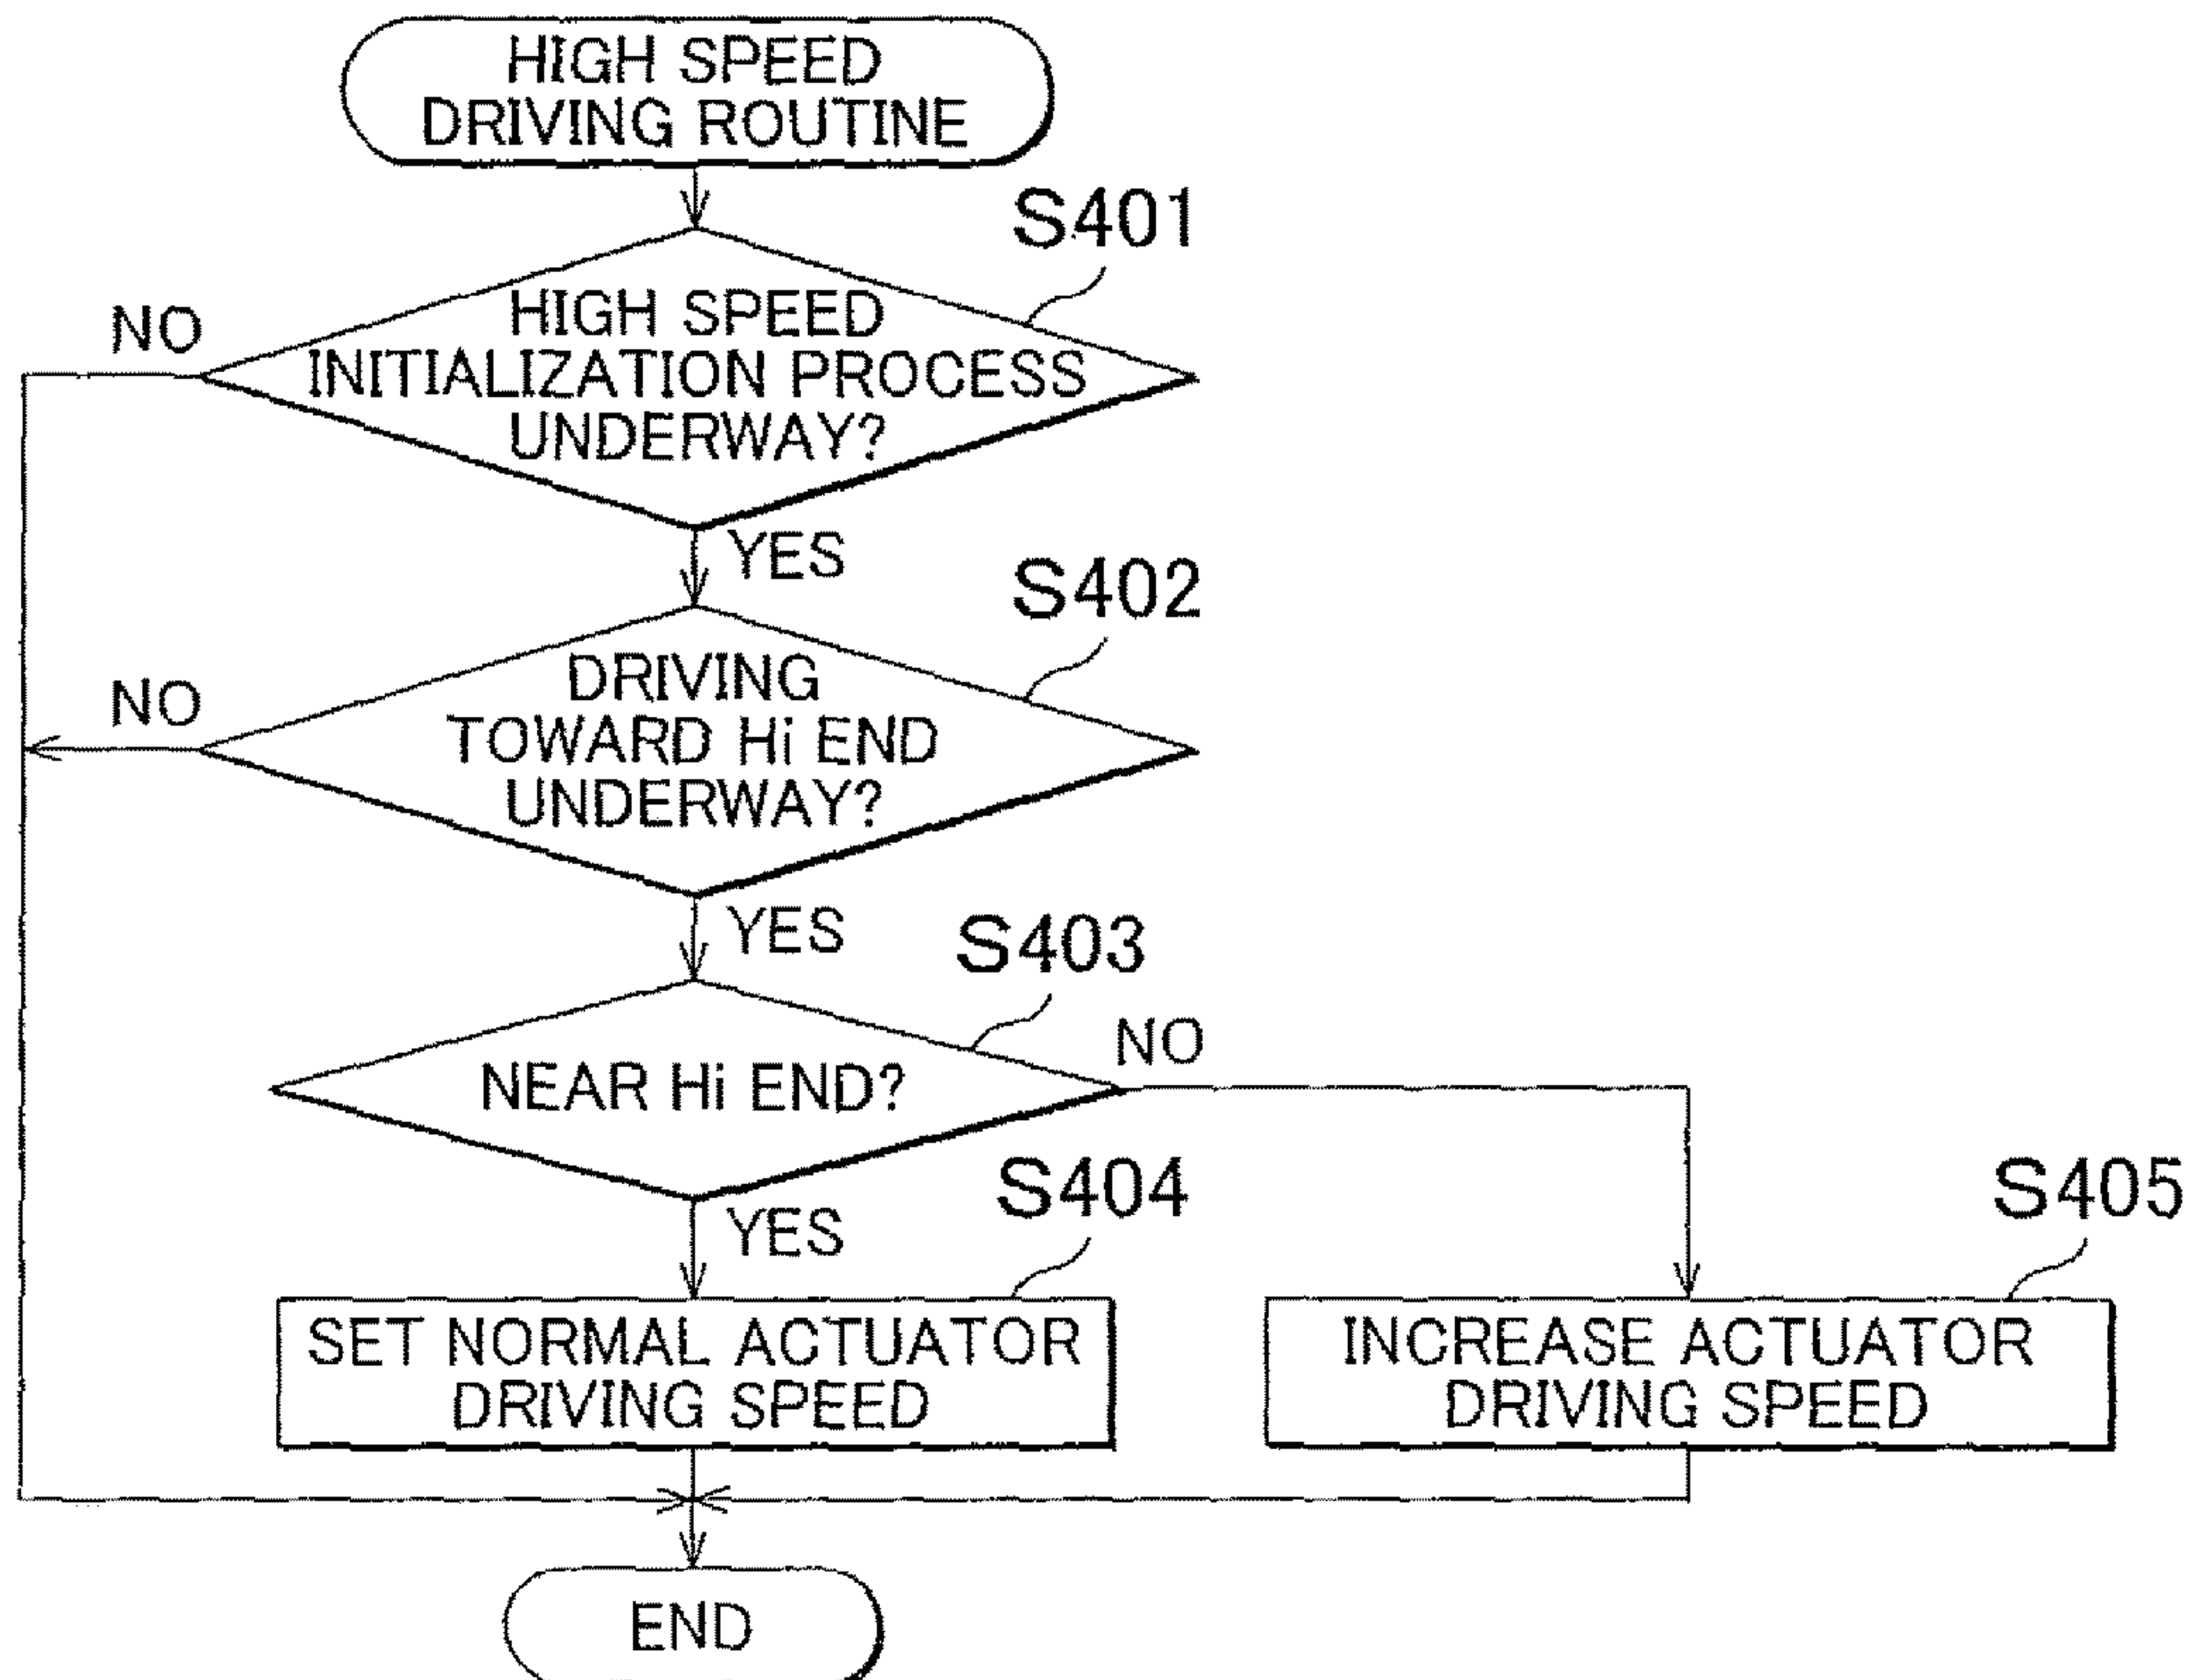 HIGH SPEED
DRIVING ROUTINE
S401
NO
HIGH SPEED
INITIALIZATION PROCESS
UNDERWAY?
YES
S402
NO
DRIVING
TOWARD Hi END
UNDERWAY?
YES
S403
NO
NEAR Hi END?
YES
S404
S405
SET NORMAL ACTUATOR
DRIVING SPEED
INCREASE ACTUATOR
DRIVING SPEED
END